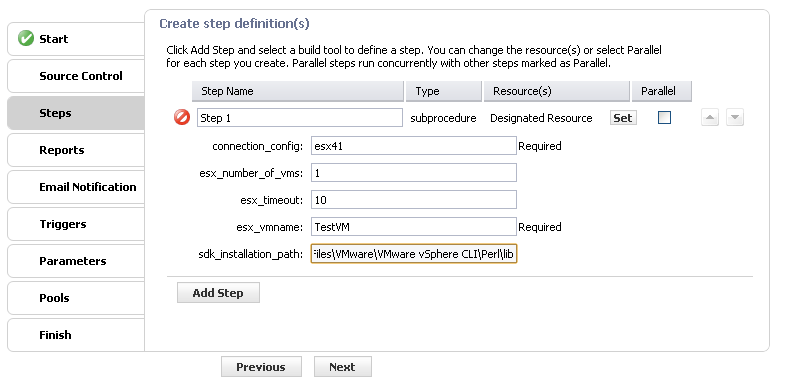 Create step definition(s)
Start
Source Control
Steps
Reports
Email Notification
Triggers
Parameters
Pools
Finish
Click Add Step and select a build tool to define a step. You can change the resource(s) or select Parallel
for each step you create. Parallel steps run concurrently with other steps marked as Parallel.
Step Name Type Resource(s) Parallel
Step 1 subprocedure Designated Resource Set
connection_config: esx41 Required
esx_number_of_vms: 1
esx_timeout: 10
esx_vmname: TestVM Required
sdk_installation_path: Files\VMware\VMware vSphere CLI\Perl\lib
Add Step
Previous Next